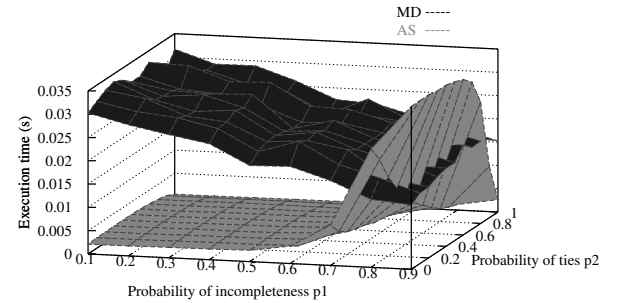 MD
AS
0.035
0.03
0.025
0.02
0.015
0.01
0.005
0
Execution time (s)
0.1 0.2 0.3 0.4 0.5 0.6 0.7 0.8 0.9
Probability of incompleteness p1
0 0.2 0.4 0.6 0.8 1
Probability of ties p2